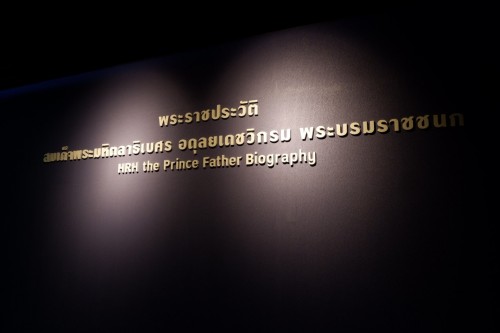 พระราชประวัติ
สมเด็จพระมหิตลาธิเบศร อดุลยเดชวิกรม พระบรมราชชนก
HRH the Prince Father Biography